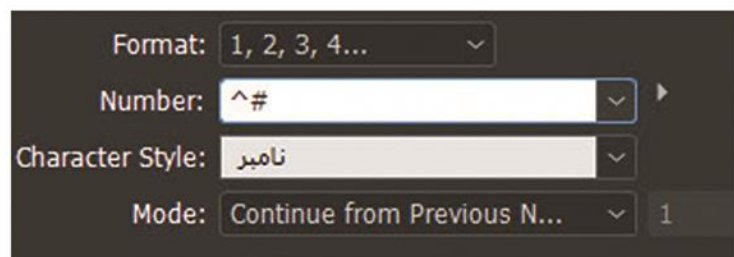 Format: 1, 2, 3, 4...
Number: ^#
Character Style: نامبر
Mode: Continue from Previous N... 1